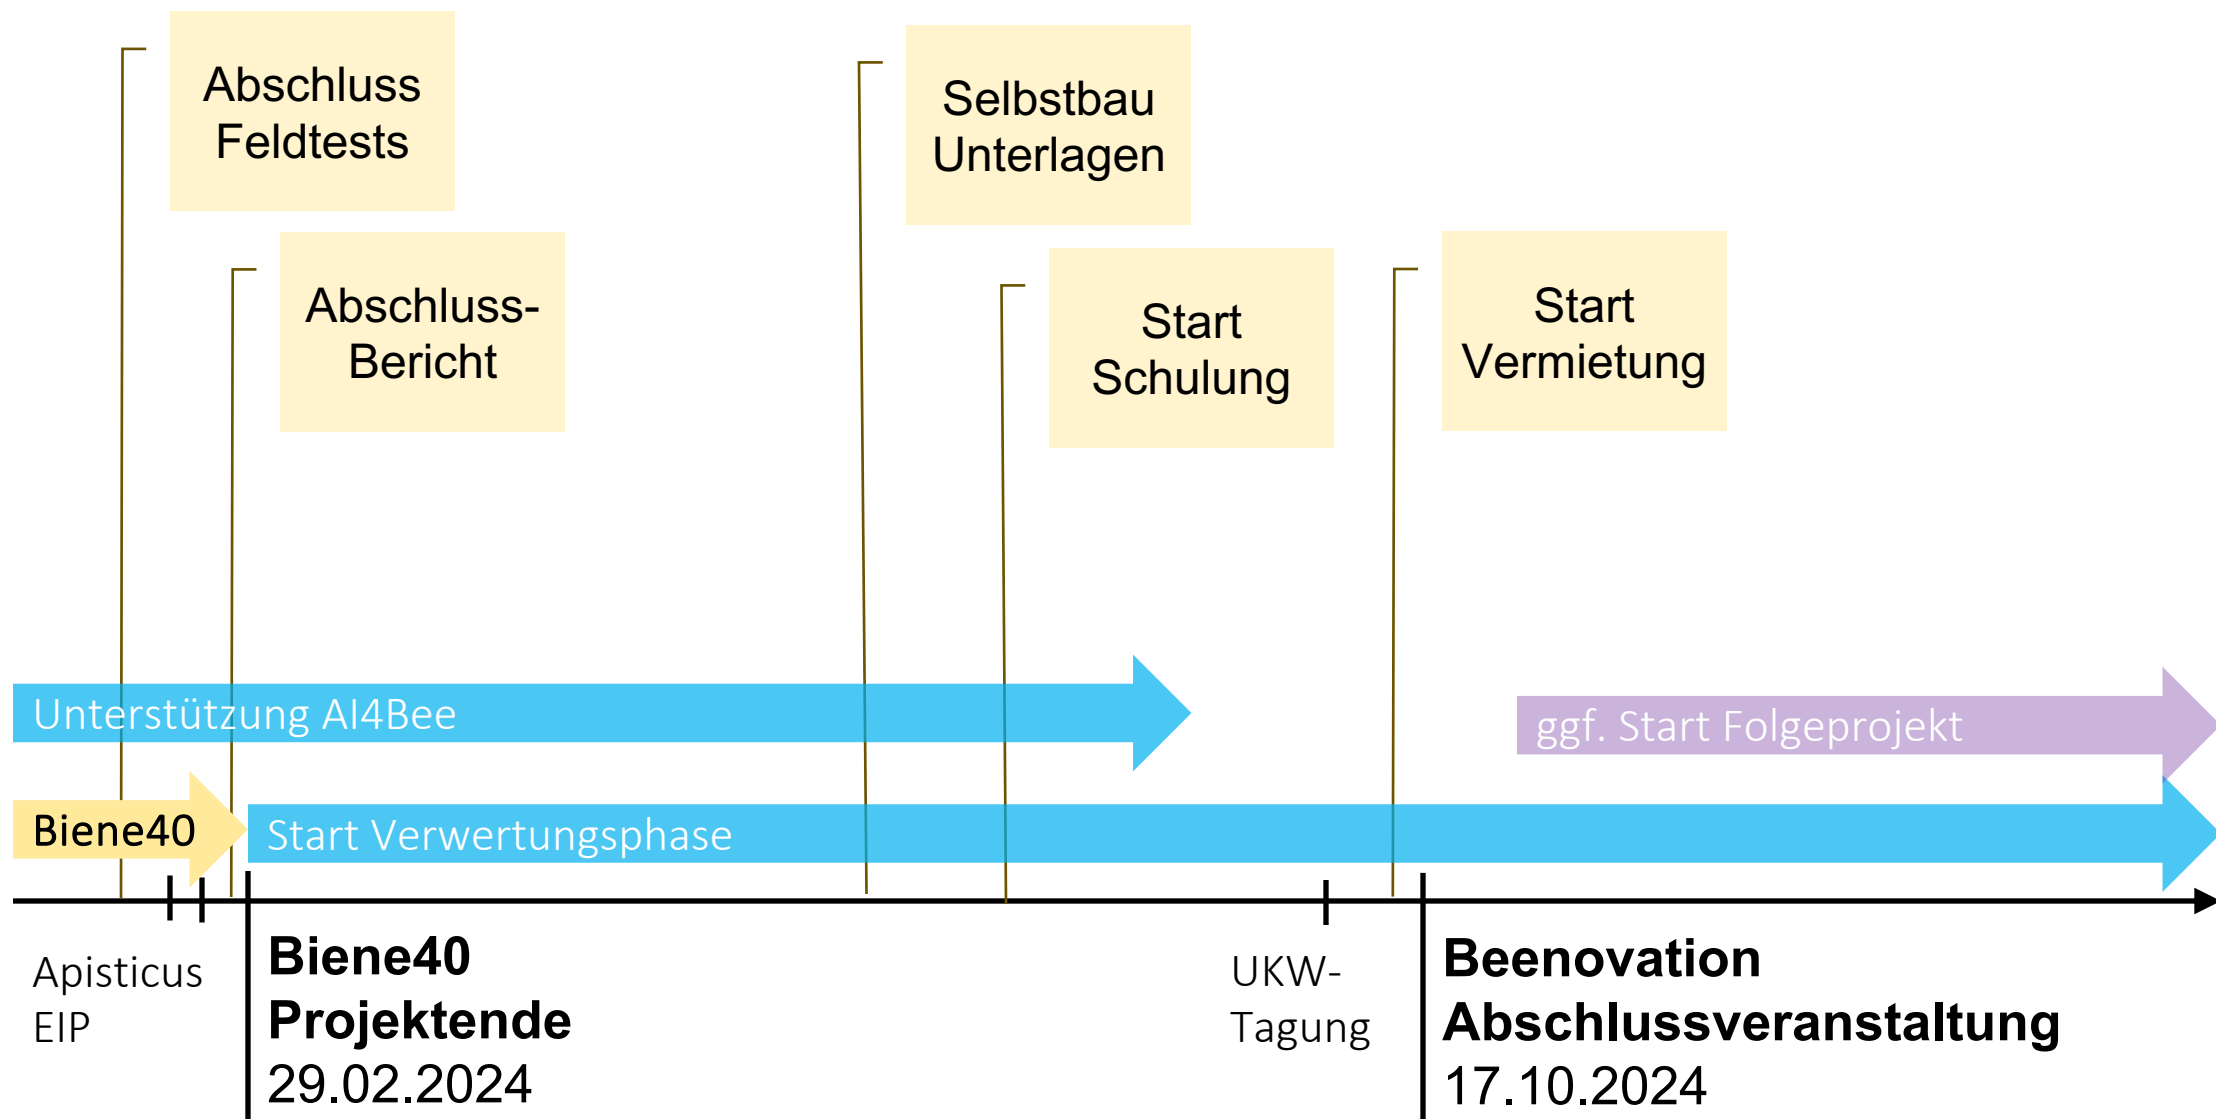 Abschluss
Feldtests
Selbstbau
Unterlagen
Abschluss-
Bericht
Start
Schulung
Start
Vermietung
Unterstützung AI4Bee
ggf. Start Folgeprojekt
Biene40
Start Verwertungsphase
Apisticus
EIP
Biene40
Projektende
29.02.2024
UKW-
Tagung
Beenovation
Abschlussveranstaltung
17.10.2024